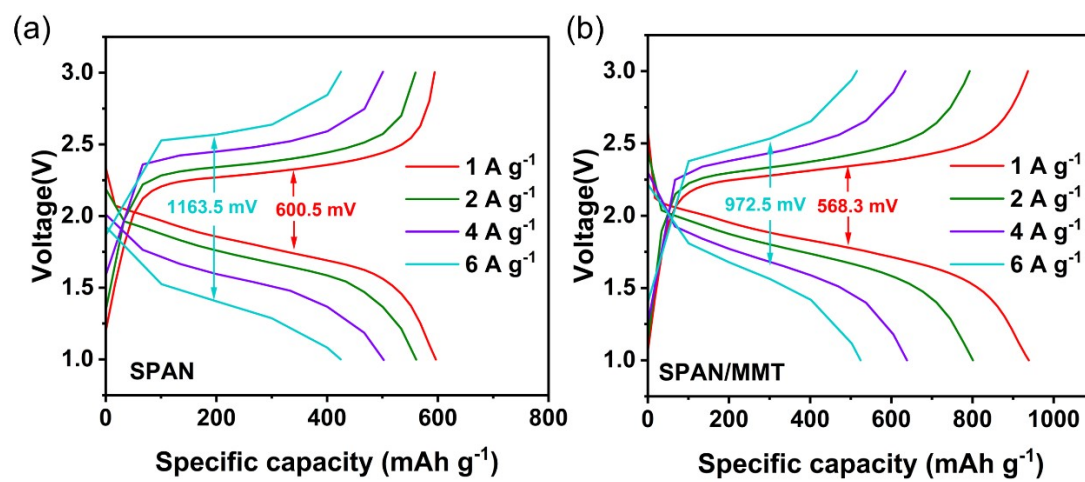 (a)
Voltage(V)
3.0
2.5
2.0
1.5
1.0
1163.5 mV
600.5 mV
1 A g⁻¹
2 A g⁻¹
4 A g⁻¹
6 A g⁻¹
SPAN
0 200 400 600 800
Specific capacity (mAh g⁻¹)
(b)
Voltage(V)
3.0
2.5
2.0
1.5
1.0
972.5 mV
568.3 mV
1 A g⁻¹
2 A g⁻¹
4 A g⁻¹
6 A g⁻¹
SPAN/MMT
0 200 400 600 800 1000
Specific capacity (mAh g⁻¹)